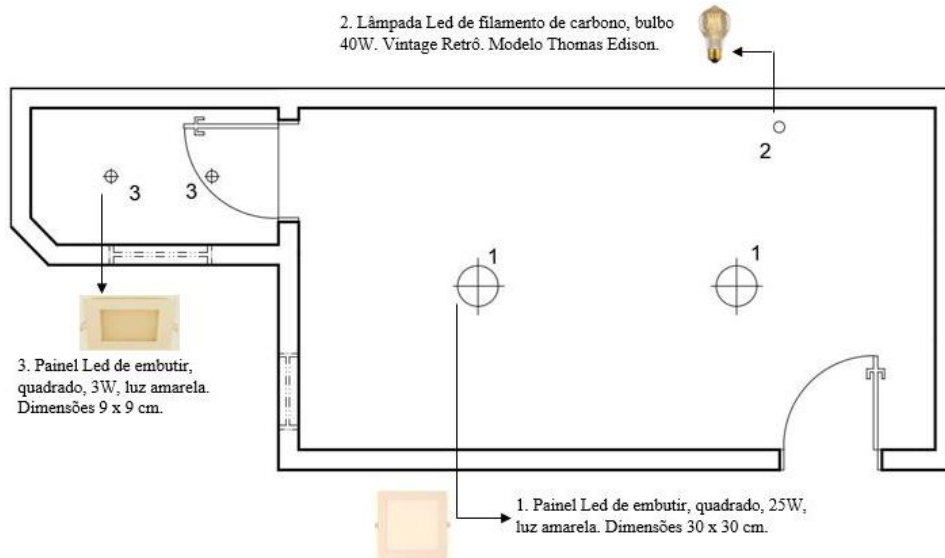 2. Lâmpada Led de filamento de carbono, bulbo
40W. Vintage Retrô. Modelo Thomas Edison.
2
3
3
1
1
3. Painel Led de embutir,
quadrado, 3W, luz amarela.
Dimensões 9 x 9 cm.
1. Painel Led de embutir, quadrado, 25W,
luz amarela. Dimensões 30 x 30 cm.